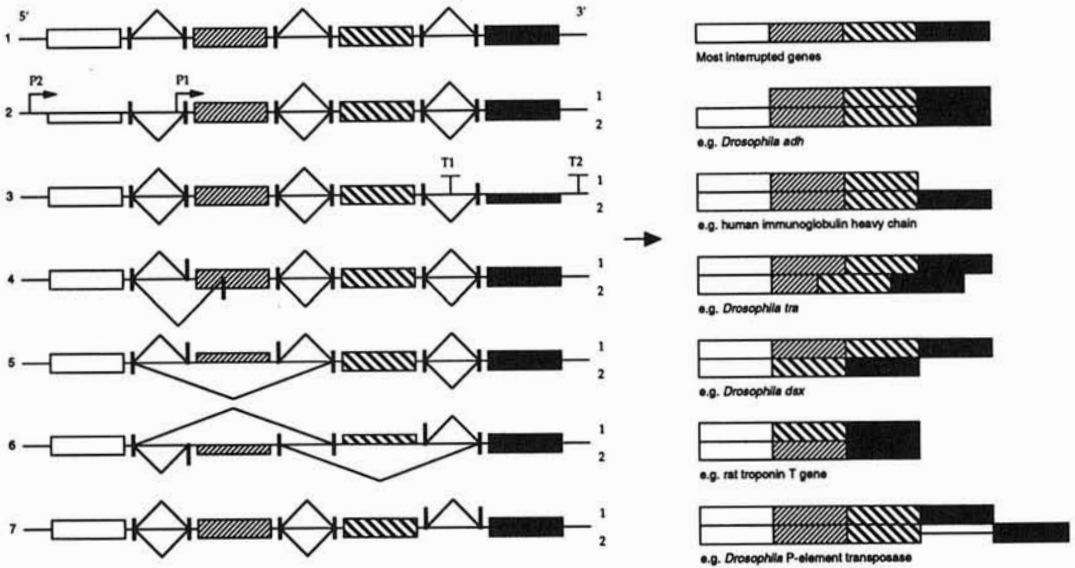 5'
3'
1
Most interrupted genes
P2
P1
2
1
2
e.g. Drosophila adh
T1
T2
3
1
2
e.g. human immunoglobulin heavy chain
4
1
2
e.g. Drosophila tra
5
1
2
e.g. Drosophila dsx
6
1
2
e.g. rat troponin T gene
7
1
2
e.g. Drosophila P-element transposase